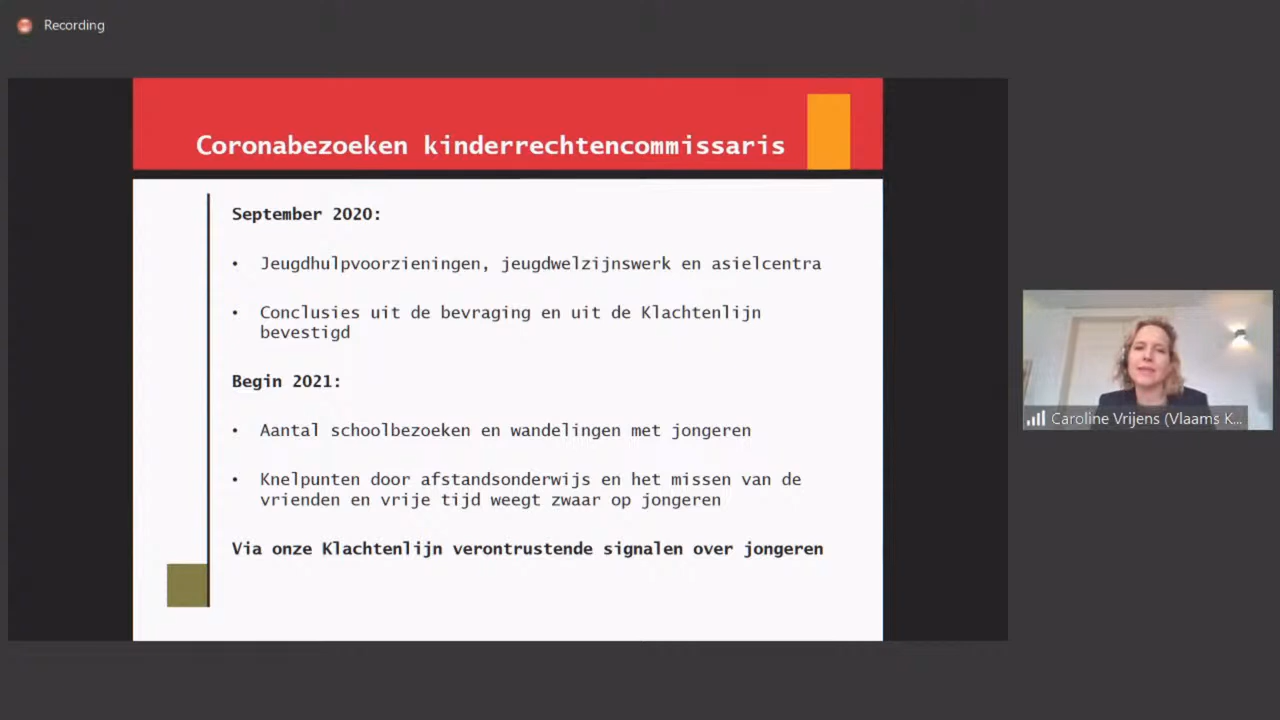 Recording
Coronabezoeken kinderrechtencommissaris
September 2020:
• Jeugdhulpvoorzieningen, jeugdwelzijnswerk en asielcentra
• Conclusies uit de bevraging en uit de Klachtenlijn
bevestigd
Begin 2021:
• Aantal schoolbezoeken en wandelingen met jongeren
• Knelpunten door afstandsonderwijs en het missen van de
vrienden en vrije tijd weegt zwaar op jongeren
Via onze Klachtenlijn verontrustende signalen over jongeren
Caroline Vrijens (Vlaams K...